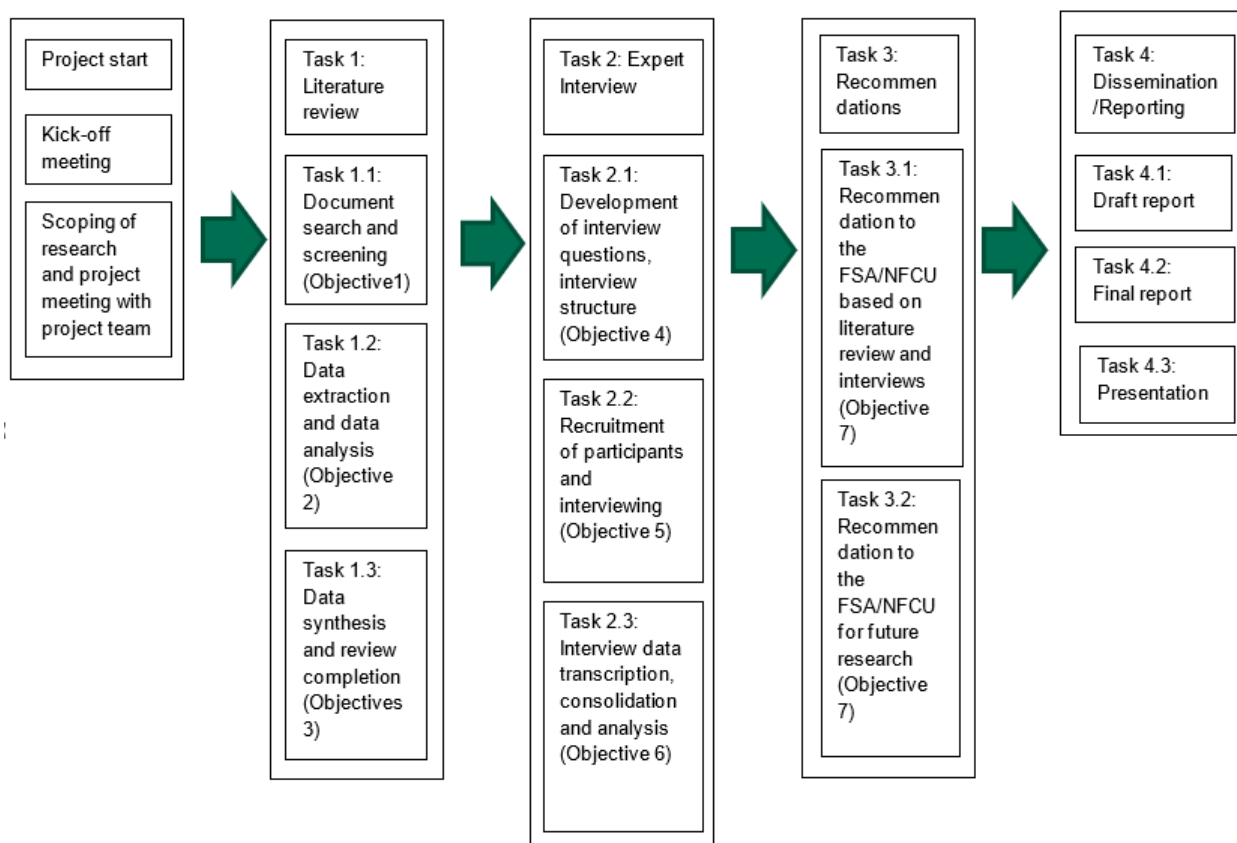 Project start
Kick-off
meeting
Scoping of
research
and project
meeting with
project team
Task 1:
Literature
review
Task 1.1:
Document
search and
screening
(Objective1)
Task 1.2:
Data
extraction
and data
analysis
(Objective
2)
Task 1.3:
Data
synthesis
and review
completion
(Objectives
3)
Task 2: Expert
Interview
Task 2.1:
Development
of interview
questions,
interview
structure
(Objective 4)
Task 2.2:
Recruitment
of participants
and
interviewing
(Objective 5)
Task 2.3:
Interview data
transcription,
consolidation
and analysis
(Objective 6)
Task 3:
Recommen
dations
Task 3.1:
Recommen
dation to
the
FSA/NFCU
based on
literature
review and
interviews
(Objective
7)
Task 3.2:
Recommen
dation to
the
FSA/NFCU
for future
research
(Objective
7)
Task 4:
Dissemination
/Reporting
Task 4.1:
Draft report
Task 4.2:
Final report
Task 4.3:
Presentation